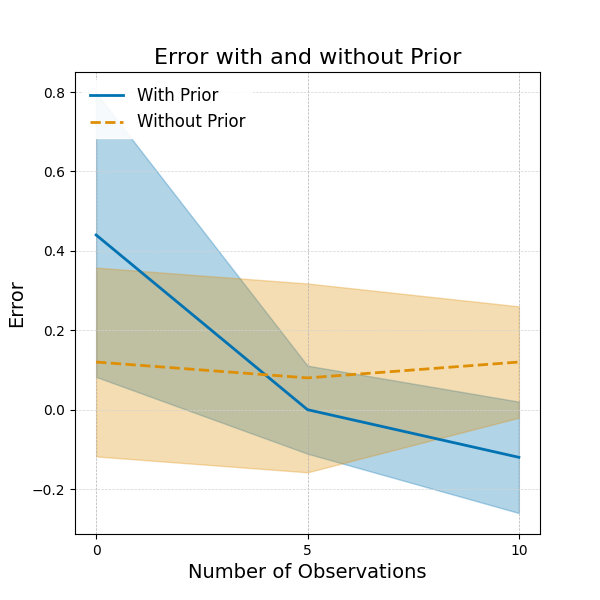 Error with and without Prior
With Prior
Without Prior
0.8
0.6
0.4
0.2
0.0
−0.2
Error
0 5 10
Number of Observations